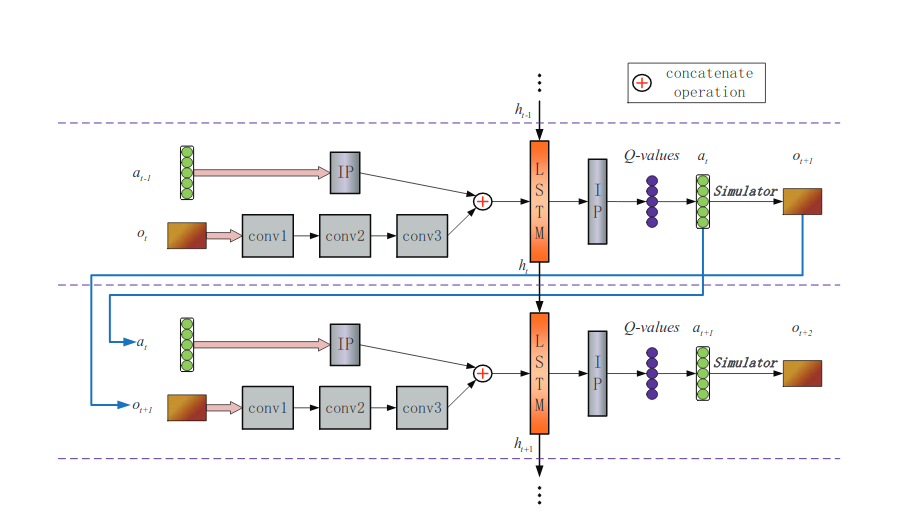 concatenate
operation
h_{t-1}
Q-values a_t o_{t+1}
a_{t-1} IP
LSTM
IP
Simulator
o_t conv1 conv2 conv3
h_t
Q-values a_{t+1} o_{t+2}
a_t IP
LSTM
IP
Simulator
o_{t+1} conv1 conv2 conv3
h_{t+1}